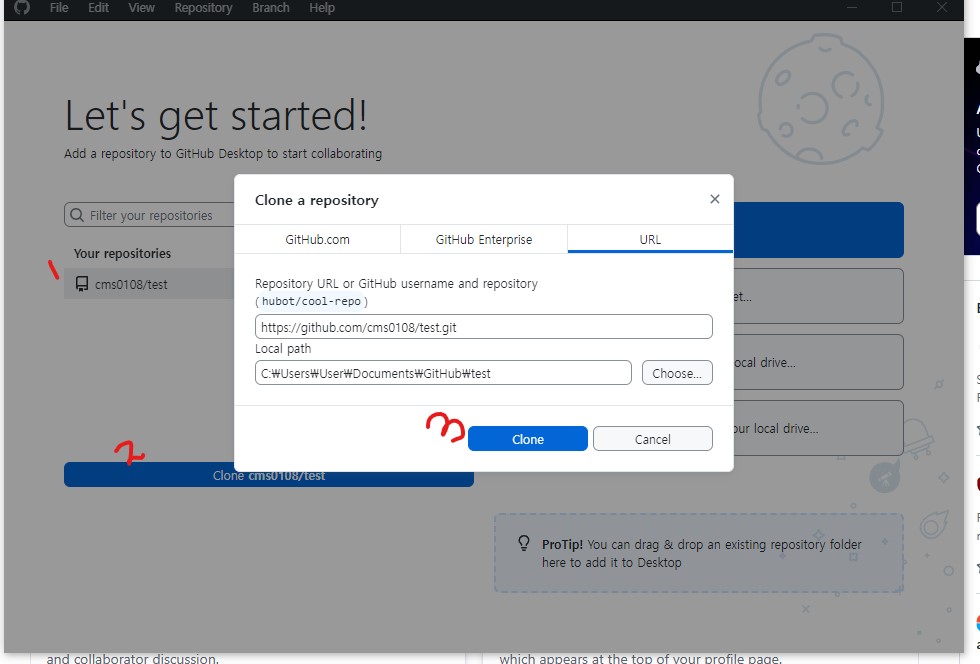 File Edit View Repository Branch Help
Let's get started!
Add a repository to GitHub Desktop to start collaborating
Filter your repositories
Your repositories
1
cms0108/test
2
Clone cms0108/test
Clone a repository
GitHub.com GitHub Enterprise URL
Repository URL or GitHub username and repository
(hubot/cool-repo)
https://github.com/cms0108/test.git
Local path
C:₩Users₩User₩Documents₩GitHub₩test
Choose...
3
Clone Cancel
et...
ocal drive...
our local drive...
ProTip! You can drag & drop an existing repository folder
here to add it to Desktop
and collaborator discussion.
which appears at the top of your profile page.